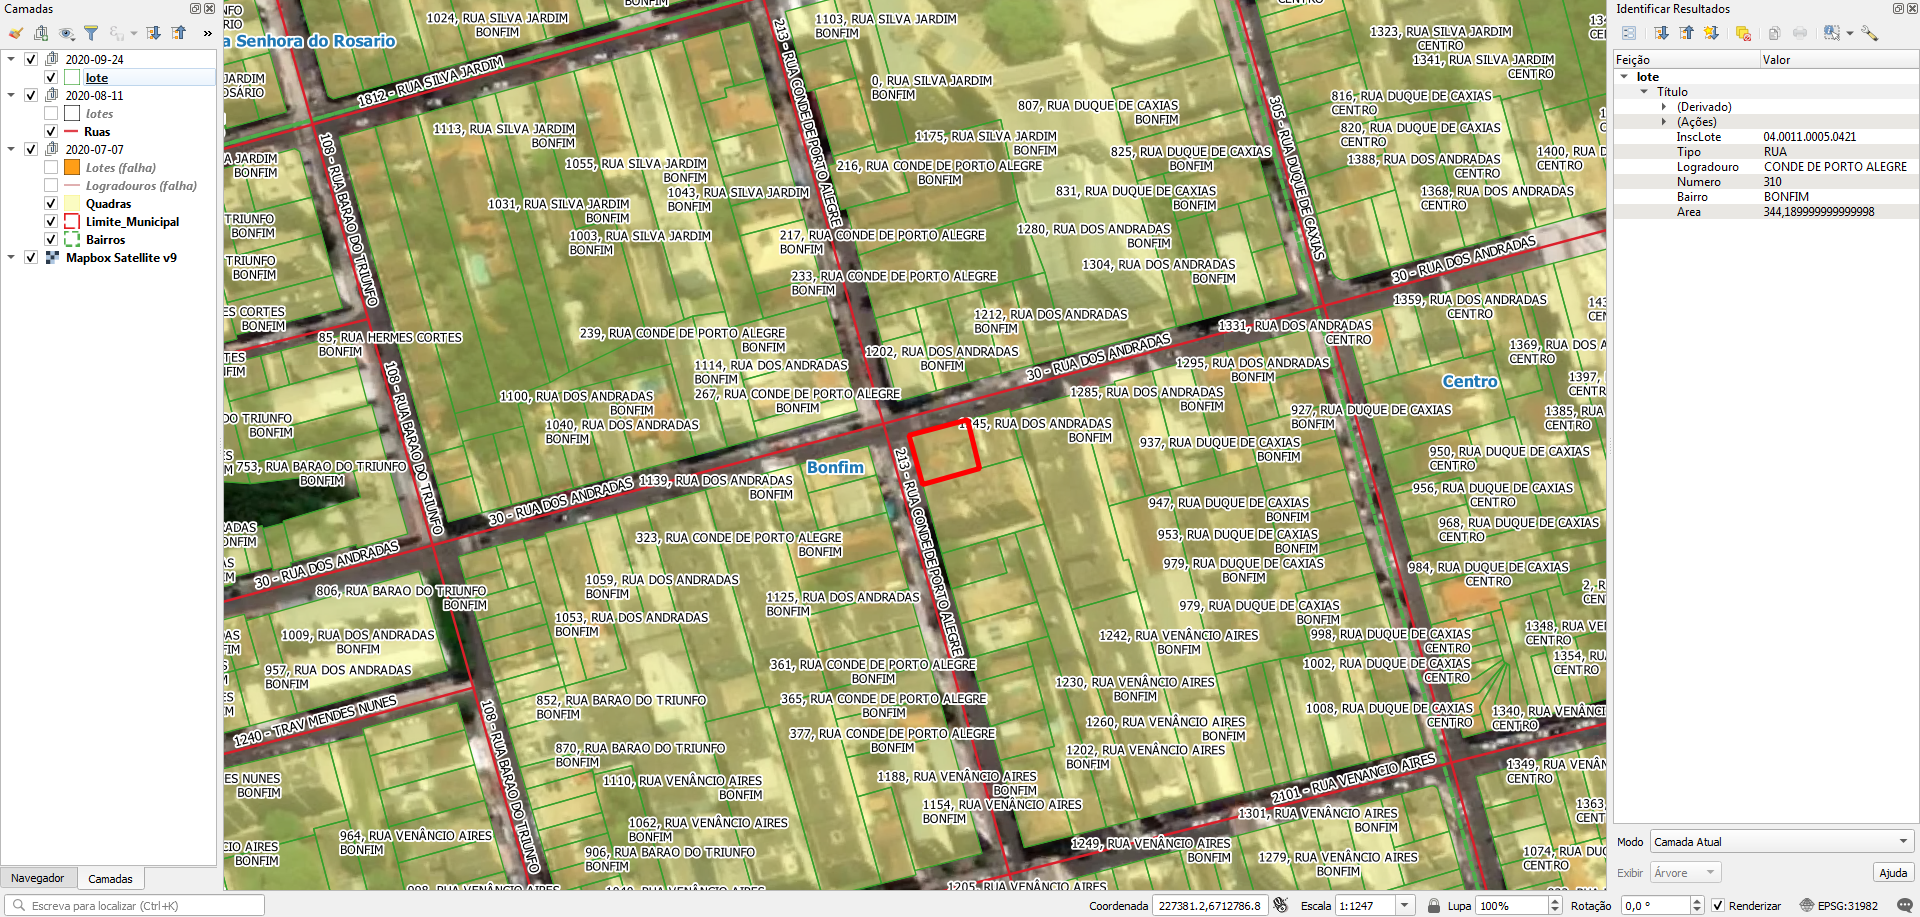 Camadas
2020-09-24
lote
2020-08-11
lotes
Ruas
2020-07-07
Lotes (falha)
Logradouros (falha)
Quadras
Limite_Municipal
Bairros
Mapbox Satellite v9
Navegador
Camadas
Escreva para localizar (Ctrl+K)
a Senhora do Rosario
1024, RUA SILVA JARDIM
BONFIM
BONFIM
1103, RUA SILVA JARDIM
BONFIM
CENTRO
1323, RUA SILVA JARDIM
CENTRO
1341, RUA SILVA JARDIM
CENTRO
1812 - RUA SILVA JARDIM
213 - RUA CONDE DE PORTO ALEGRE
0, RUA SILVA JARDIM
BONFIM
807, RUA DUQUE DE CAXIAS
BONFIM
305 - RUA DUQUE DE CAXIAS
816, RUA DUQUE DE CAXIAS
CENTRO
820, RUA DUQUE DE CAXIAS
CENTRO
1113, RUA SILVA JARDIM
BONFIM
1175, RUA SILVA JARDIM
BONFIM
108 - RUA BARAO DO TRIUNFO
1055, RUA SILVA JARDIM
BONFIM
216, RUA CONDE DE PORTO ALEGRE
BONFIM
825, RUA DUQUE DE CAXIAS
BONFIM
1388, RUA DOS ANDRADAS
CENTRO
1400, RUA DOS
CENTRO
1043, RUA SILVA JARDIM
BONFIM
831, RUA DUQUE DE CAXIAS
BONFIM
1368, RUA DOS ANDRADAS
CENTRO
1031, RUA SILVA JARDIM
BONFIM
1003, RUA SILVA JARDIM
BONFIM
217, RUA CONDE DE PORTO ALEGRE
BONFIM
1280, RUA DOS ANDRADAS
BONFIM
1304, RUA DOS ANDRADAS
BONFIM
30 - RUA DOS ANDRADAS
233, RUA CONDE DE PORTO ALEGRE
BONFIM
1359, RUA DOS ANDRADAS
CENTRO
85, RUA HERMES CORTES
BONFIM
239, RUA CONDE DE PORTO ALEGRE
BONFIM
1212, RUA DOS ANDRADAS
BONFIM
1331, RUA DOS ANDRADAS
CENTRO
1202, RUA DOS ANDRADAS
BONFIM
30 - RUA DOS ANDRADAS
1369, RUA DOS A
CENTRO
108 - RUA BARAO DO TRIUNFO
1114, RUA DOS ANDRADAS
BONFIM
1295, RUA DOS ANDRADAS
BONFIM
Centro
1397,
CENTR
1100, RUA DOS ANDRADAS
BONFIM
267, RUA CONDE DE PORTO ALEGRE
BONFIM
1285, RUA DOS ANDRADAS
BONFIM
927, RUA DUQUE DE CAXIAS
BONFIM
1385, RUA
CENTRO
1040, RUA DOS ANDRADAS
BONFIM
RUA DOS ANDRADAS
BONFIM
937, RUA DUQUE DE CAXIAS
BONFIM
950, RUA DUQUE DE CAXIAS
CENTRO
753, RUA BARAO DO TRIUNFO
BONFIM
Bonfim
213 - RUA CONDE DE PORTO ALEGRE
1139, RUA DOS ANDRADAS
BONFIM
30 - RUA DOS ANDRADAS
956, RUA DUQUE DE CAXIAS
CENTRO
947, RUA DUQUE DE CAXIAS
BONFIM
968, RUA DUQUE DE CAXIAS
CENTRO
323, RUA CONDE DE PORTO ALEGRE
BONFIM
953, RUA DUQUE DE CAXIAS
BONFIM
30 - RUA DOS ANDRADAS
979, RUA DUQUE DE CAXIAS
BONFIM
984, RUA DUQUE DE CAXIAS
CENTRO
806, RUA BARAO DO TRIUNFO
BONFIM
1059, RUA DOS ANDRADAS
BONFIM
1125, RUA DOS ANDRADAS
BONFIM
979, RUA DUQUE DE CAXIAS
BONFIM
1053, RUA DOS ANDRADAS
BONFIM
1009, RUA DOS ANDRADAS
BONFIM
1242, RUA VENÂNCIO AIRES
BONFIM
998, RUA DUQUE DE CAXIAS
CENTRO
1348, RUA VEN
CENTRO
957, RUA DOS ANDRADAS
BONFIM
361, RUA CONDE DE PORTO ALEGRE
BONFIM
1002, RUA DUQUE DE CAXIAS
CENTRO
1354, RUA
CENTRO
1230, RUA VENÂNCIO AIRES
BONFIM
852, RUA BARAO DO TRIUNFO
BONFIM
365, RUA CONDE DE PORTO ALEGRE
BONFIM
1008, RUA DUQUE DE CAXIAS
CENTRO
1340, RUA VENÂNC
CENTRO
1240 - TRAV MENDES NUNES
108 - RUA BARAO DO TRIUNFO
377, RUA CONDE DE PORTO ALEGRE
BONFIM
1260, RUA VENÂNCIO AIRES
BONFIM
870, RUA BARAO DO TRIUNFO
BONFIM
1202, RUA VENÂNCIO AIRES
BONFIM
2101 - RUA VENANCIO AIRES
1349, RUA VENÂN
CENTRO
1110, RUA VENÂNCIO AIRES
BONFIM
1188, RUA VENÂNCIO AIRES
BONFIM
1154, RUA VENÂNCIO AIRES
BONFIM
1301, RUA VENÂNCIO AIRES
BONFIM
1363,
CENTRO
1062, RUA VENÂNCIO AIRES
BONFIM
964, RUA VENÂNCIO AIRES
BONFIM
1249, RUA VENÂNCIO AIRES
BONFIM
906, RUA BARAO DO TRIUNFO
BONFIM
1279, RUA VENÂNCIO AIRES
BONFIM
1074, RUA DUQ
CENTRO
1205, RUA VENÂNCIO AIRES
Identificar Resultados
Feição Valor
lote
Título
(Derivado)
(Ações)
InscLote 04.0011.0005.0421
Tipo RUA
Logradouro CONDE DE PORTO ALEGRE
Numero 310
Bairro BONFIM
Area 344,189999999999998
Modo Camada Atual
Exibir Árvore Ajuda
Coordenada 227381.2,6712786.8 Escala 1:1247 Lupa 100% Rotação 0,0 ° Renderizar EPSG:31982